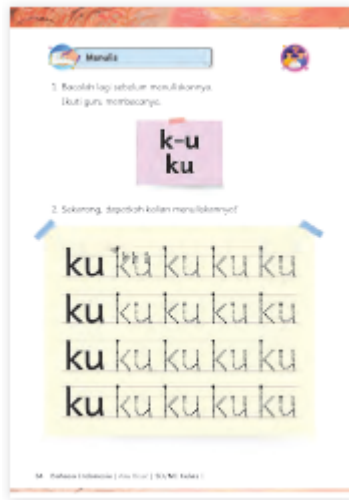 Menulis
1. Bacalah lagi sebelum menuliskannya.
Ikuti guru membacanya.
k-u
ku
2. Sekarang, dapatkah kalian menuliskannya?
ku ku ku ku ku
ku ku ku ku ku
ku ku ku ku ku
ku ku ku ku ku
Bahasa Indonesia | Aku Bisa! | SD/MI Kelas I